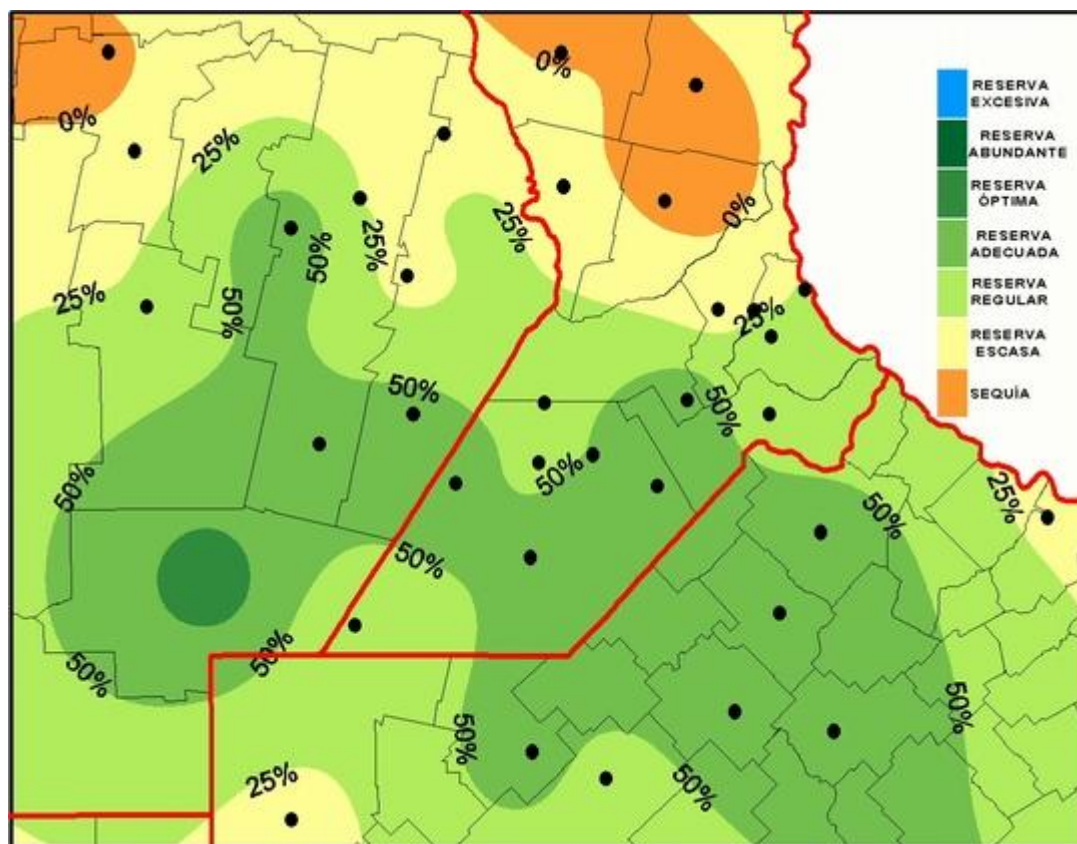 0%
0%
25%
25%
25%
0%
50%
25%
50%
25%
50%
50%
50%
50%
50%
25%
50%
50%
50%
50%
50%
50%
25%
50%
RESERVA
EXCESIVA
RESERVA
ABUNDANTE
RESERVA
ÓPTIMA
RESERVA
ADECUADA
RESERVA
REGULAR
RESERVA
ESCASA
SEQUÍA